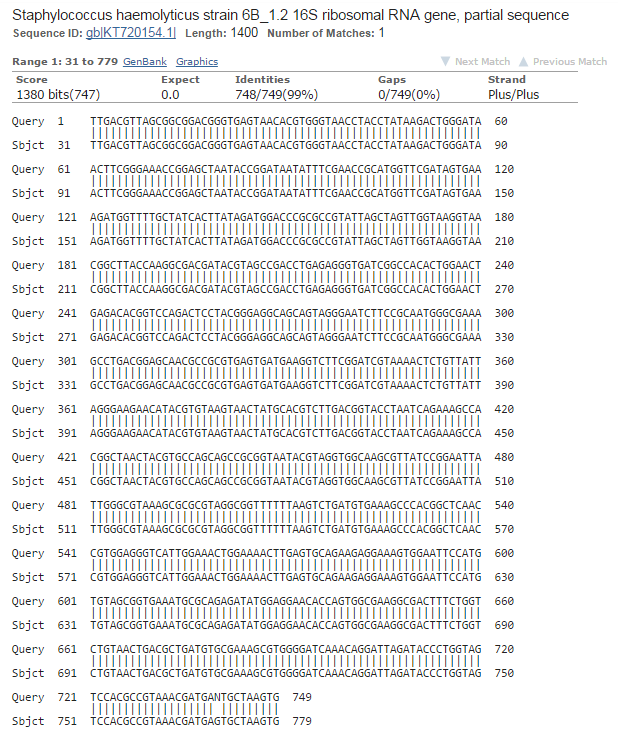 Staphylococcus haemolyticus strain 6B_1.2 16S ribosomal RNA gene, partial sequence
Sequence ID: gb|KT720154.1| Length: 1400 Number of Matches: 1
Range 1: 31 to 779 GenBank Graphics Next Match Previous Match
Score Expect Identities Gaps Strand
1380 bits(747) 0.0 748/749(99%) 0/749(0%) Plus/Plus
Query 1 TTGACGTTAGCGGCGGACGGGTGAGTAACACGTGGGTAACCTACCTATAAGACTGGGATA 60
Sbjct 31 TTGACGTTAGCGGCGGACGGGTGAGTAACACGTGGGTAACCTACCTATAAGACTGGGATA 90
Query 61 ACTTCGGGAAACCGGAGCTAATACCGGATAATATTTCGAACCGCATGGTTCGATAGTGAA 120
Sbjct 91 ACTTCGGGAAACCGGAGCTAATACCGGATAATATTTCGAACCGCATGGTTCGATAGTGAA 150
Query 121 AGATGGTTTTGCTATCACTTATAGATGGACCCGCGCCGTATTAGCTAGTTGGTAAGGTAA 180
Sbjct 151 AGATGGTTTTGCTATCACTTATAGATGGACCCGCGCCGTATTAGCTAGTTGGTAAGGTAA 210
Query 181 CGGCTTACCAAGGCGACGATACGTAGCCGACCTGAGAGGGTGATCGGCCACACTGGAACT 240
Sbjct 211 CGGCTTACCAAGGCGACGATACGTAGCCGACCTGAGAGGGTGATCGGCCACACTGGAACT 270
Query 241 GAGACACGGTCCAGACTCCTACGGGAGGCAGCAGTAGGGAATCTTCCGCAATGGGCGAAA 300
Sbjct 271 GAGACACGGTCCAGACTCCTACGGGAGGCAGCAGTAGGGAATCTTCCGCAATGGGCGAAA 330
Query 301 GCCTGACGGAGCAACGCCGCGTGAGTGATGAAGGTCTTCGGATCGTAAAACTCTGTTATT 360
Sbjct 331 GCCTGACGGAGCAACGCCGCGTGAGTGATGAAGGTCTTCGGATCGTAAAACTCTGTTATT 390
Query 361 AGGGAAGAACATACGTGTAAGTAACTATGCACGTCTTGACGGTACCTAATCAGAAAGCCA 420
Sbjct 391 AGGGAAGAACATACGTGTAAGTAACTATGCACGTCTTGACGGTACCTAATCAGAAAGCCA 450
Query 421 CGGCTAACTACGTGCCAGCAGCCGCGGTAATACGTAGGTGGCAAGCGTTATCCGGAATTA 480
Sbjct 451 CGGCTAACTACGTGCCAGCAGCCGCGGTAATACGTAGGTGGCAAGCGTTATCCGGAATTA 510
Query 481 TTGGGCGTAAAGCGCGCGTAGGCGGTTTTTTAAGTCTGATGTGAAAGCCCACGGCTCAAC 540
Sbjct 511 TTGGGCGTAAAGCGCGCGTAGGCGGTTTTTTAAGTCTGATGTGAAAGCCCACGGCTCAAC 570
Query 541 CGTGGAGGGTCATTGGAAACTGGAAAACTTGAGTGCAGAAGAGGAAAGTGGAATTCCATG 600
Sbjct 571 CGTGGAGGGTCATTGGAAACTGGAAAACTTGAGTGCAGAAGAGGAAAGTGGAATTCCATG 630
Query 601 TGTAGCGGTGAAATGCGCAGAGATATGGAGGAACACCAGTGGCGAAGGCGACTTTCTGGT 660
Sbjct 631 TGTAGCGGTGAAATGCGCAGAGATATGGAGGAACACCAGTGGCGAAGGCGACTTTCTGGT 690
Query 661 CTGTAACTGACGCTGATGTGCGAAAGCGTGGGGATCAAACAGGATTAGATACCCTGGTAG 720
Sbjct 691 CTGTAACTGACGCTGATGTGCGAAAGCGTGGGGATCAAACAGGATTAGATACCCTGGTAG 750
Query 721 TCCACGCCGTAAACGATGANTGCTAAGTG 749
Sbjct 751 TCCACGCCGTAAACGATGAGTGCTAAGTG 779